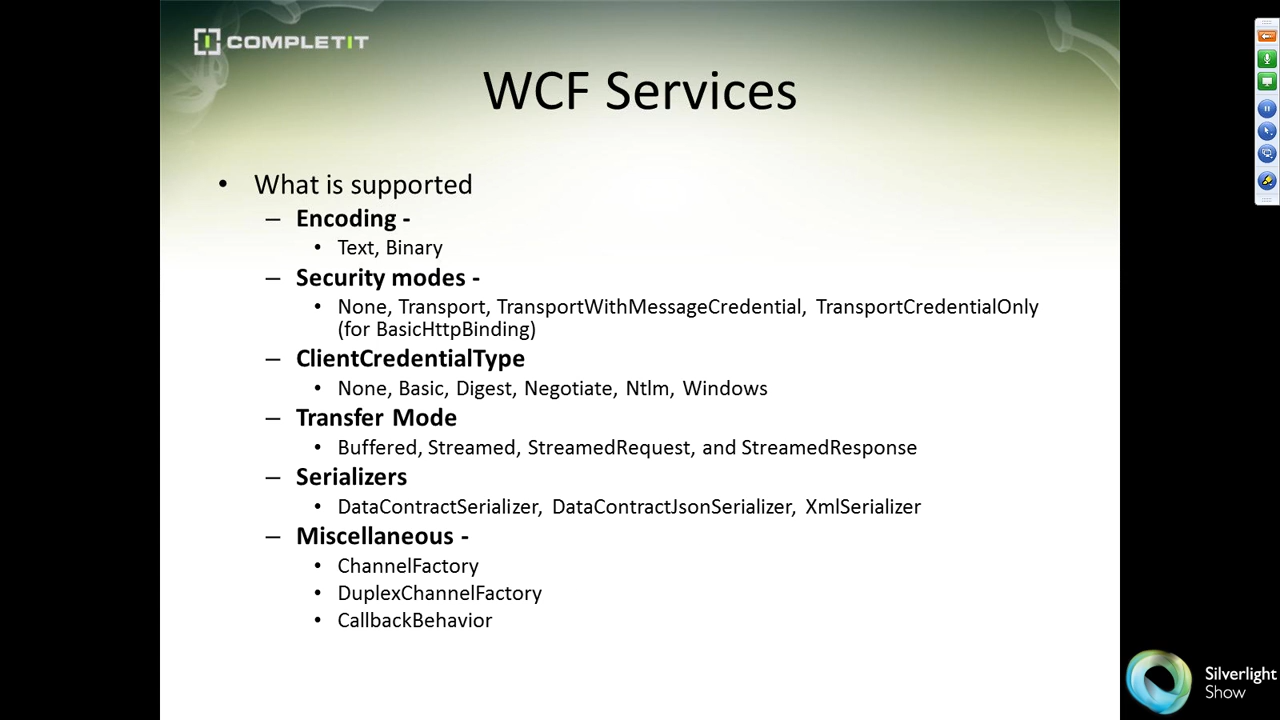 COMPLETIT
WCF Services
• What is supported
– Encoding -
• Text, Binary
– Security modes -
• None, Transport, TransportWithMessageCredential, TransportCredentialOnly
(for BasicHttpBinding)
– ClientCredentialType
• None, Basic, Digest, Negotiate, Ntlm, Windows
– Transfer Mode
• Buffered, Streamed, StreamedRequest, and StreamedResponse
– Serializers
• DataContractSerializer, DataContractJsonSerializer, XmlSerializer
– Miscellaneous -
• ChannelFactory
• DuplexChannelFactory
• CallbackBehavior
Silverlight
Show